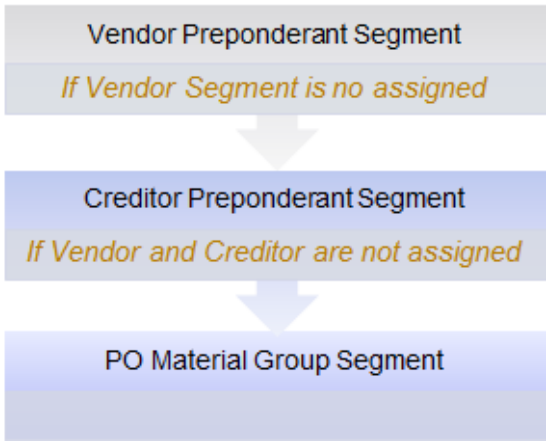 Vendor Preponderant Segment
If Vendor Segment is no assigned
Creditor Preponderant Segment
If Vendor and Creditor are not assigned
PO Material Group Segment